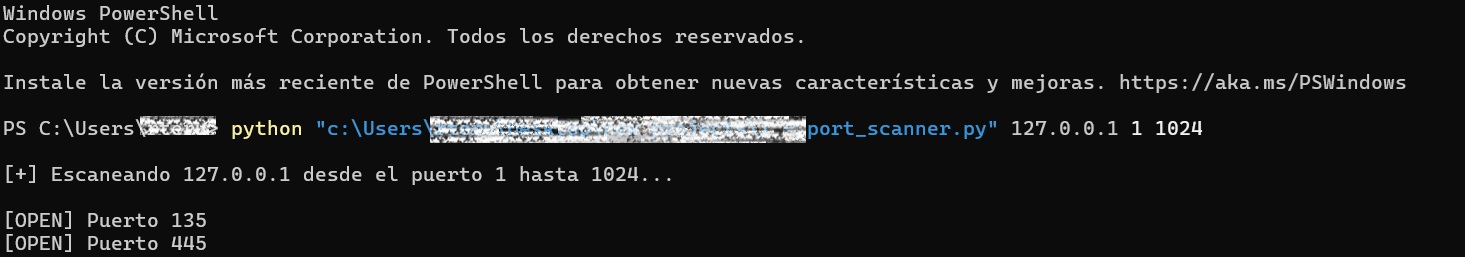 Windows PowerShell
Copyright (C) Microsoft Corporation. Todos los derechos reservados.
Instale la versión más reciente de PowerShell para obtener nuevas características y mejoras. https://aka.ms/PSWindows
PS C:\Users\> python "c:\Users\port_scanner.py" 127.0.0.1 1 1024
[+] Escaneando 127.0.0.1 desde el puerto 1 hasta 1024...
[OPEN] Puerto 135
[OPEN] Puerto 445